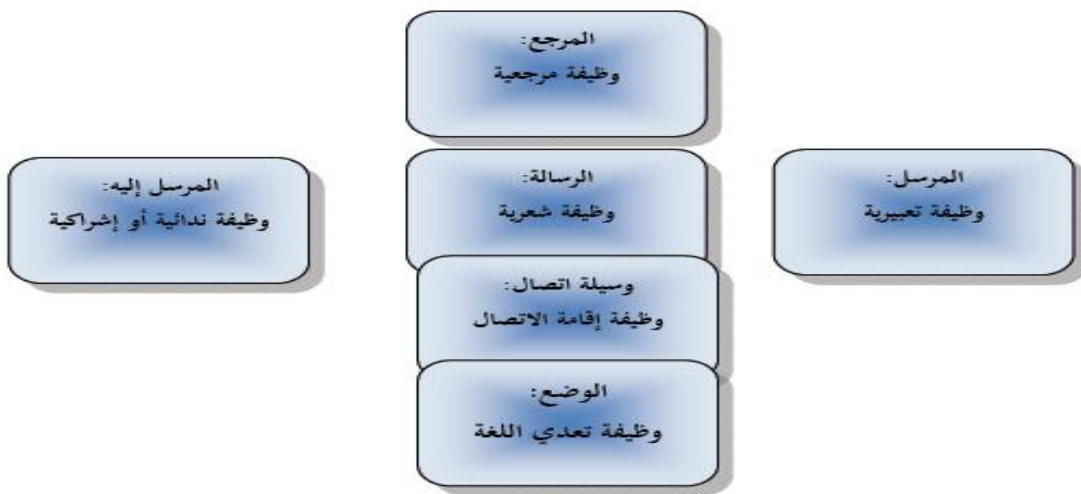 المرجع:
وظيفة مرجعية
المرسل:
وظيفة تعبيرية
الرسالة:
وظيفة شعرية
المرسل إليه:
وظيفة ندائية أو إشراكية
وسيلة اتصال:
وظيفة إقامة الاتصال
الوضع:
وظيفة تعدي اللغة